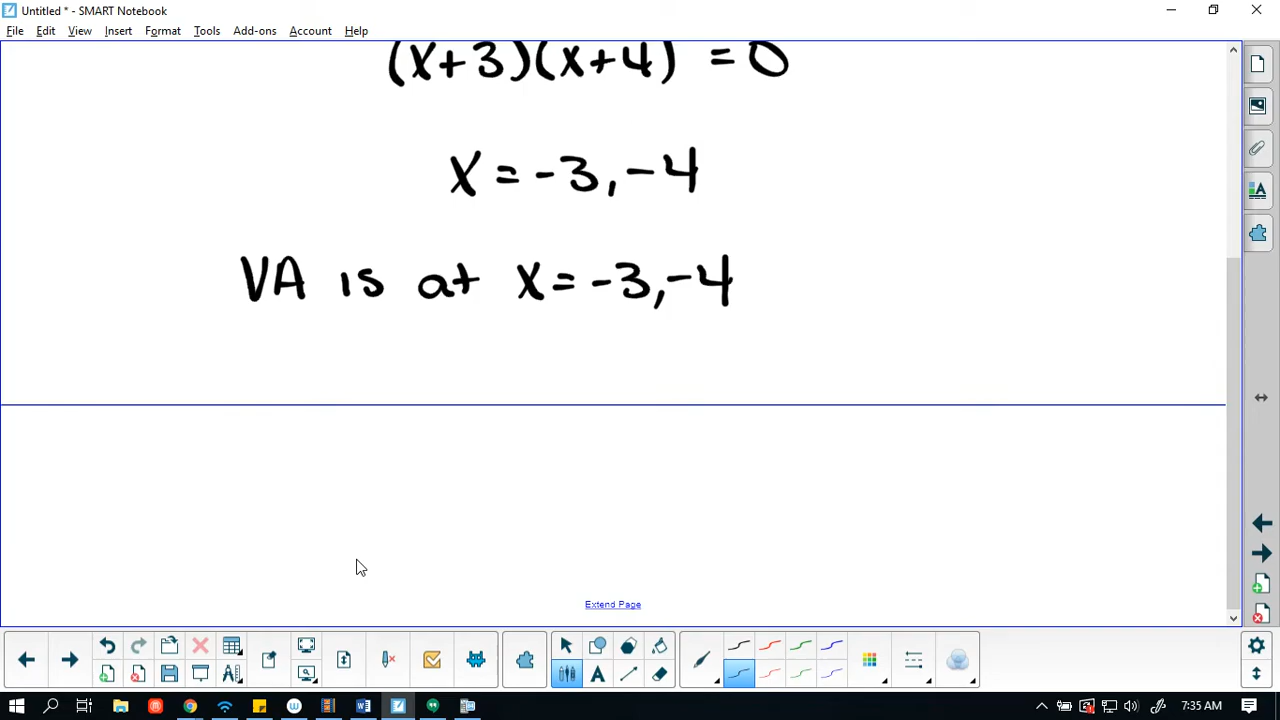 Untitled * - SMART Notebook
File Edit View Insert Format Tools Add-ons Account Help
(x+3)(x+4) = 0
x = -3, -4
VA is at x = -3, -4
Extend Page
7:35 AM